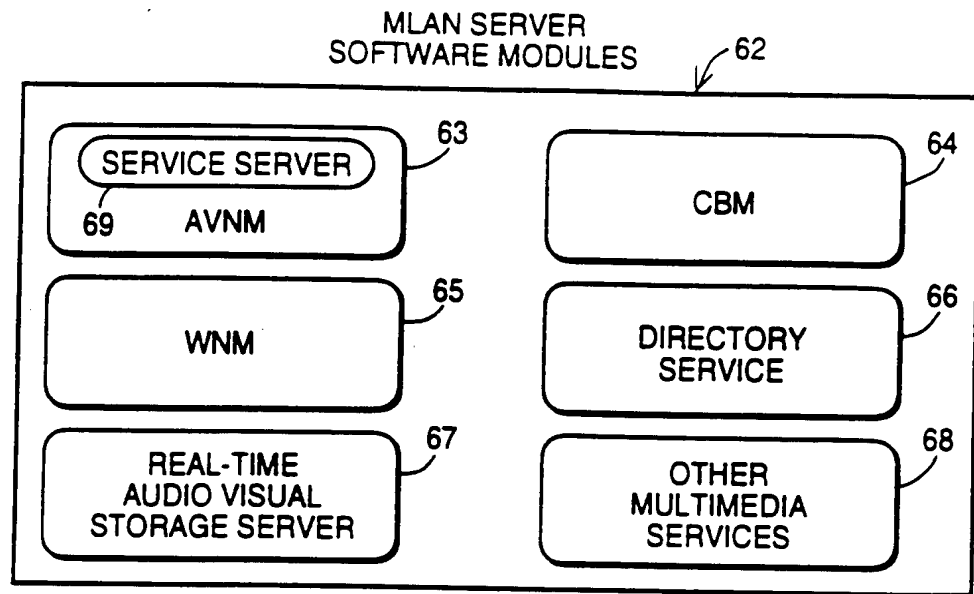 MLAN SERVER
SOFTWARE MODULES
62
SERVICE SERVER
63
69
AVNM
CBM
64
WNM
65
DIRECTORY
SERVICE
66
REAL-TIME
AUDIO VISUAL
STORAGE SERVER
67
OTHER
MULTIMEDIA
SERVICES
68